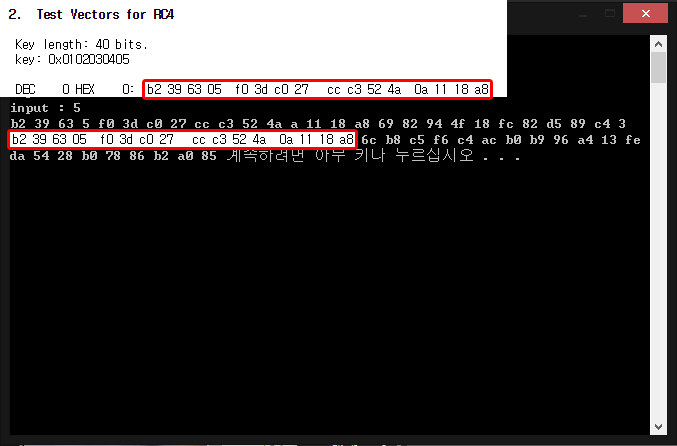 2. Test Vectors for RC4
Key length: 40 bits.
key: 0x0102030405
DEC 0 HEX 0: b2 39 63 05 f0 3d c0 27 cc c3 52 4a 0a 11 18 a8
input : 5
b2 39 63 5 f0 3d c0 27 cc c3 52 4a a 11 18 a8 69 82 94 4f 18 fc 82 d5 89 c4 3
b2 39 63 05 f0 3d c0 27 cc c3 52 4a 0a 11 18 a8 6c b8 c5 f6 c4 ac b0 b9 96 a4 13 fe
da 54 28 b0 78 86 b2 a0 85 계속하려면 아무 키나 누르십시오 . . .